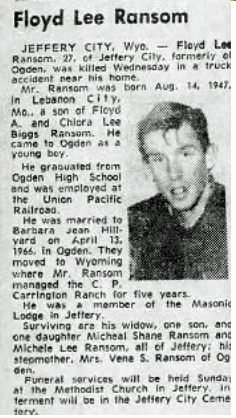 Floyd Lee Ransom
JEFFERY CITY, Wyo. — Floyd Lee
Ransom, 27, of Jeffery City, formerly of
Ogden, was killed Wednesday in a truck
accident near his home.
Mr. Ransom was born Aug. 14, 1947,
in Lebanon City,
Mo., a son of Floyd
A. and Chlora Lee
Biggs Ransom. He
came to Ogden as a
young boy.
He graduated from
Ogden High School
and was employed at
the Union Pacific
Railroad.
He was married to
Barbara Jean Hill-
yard on April 13,
1966, in Ogden. They
moved to Wyoming
where Mr. Ransom
managed the C. P.
Carrington Ranch for five years.
He was a member of the Masonic
Lodge in Jeffery.
Surviving are his widow, one son, and
one daughter Micheal Shane Ransom and
Michele Lee Ransom, all of Jeffery; his
stepmother, Mrs. Vene S. Ransom of Og-
den.
Funeral services will be held Sunday
at the Methodist Church in Jeffery. In-
terment will be in the Jeffery City Ceme-
tery.